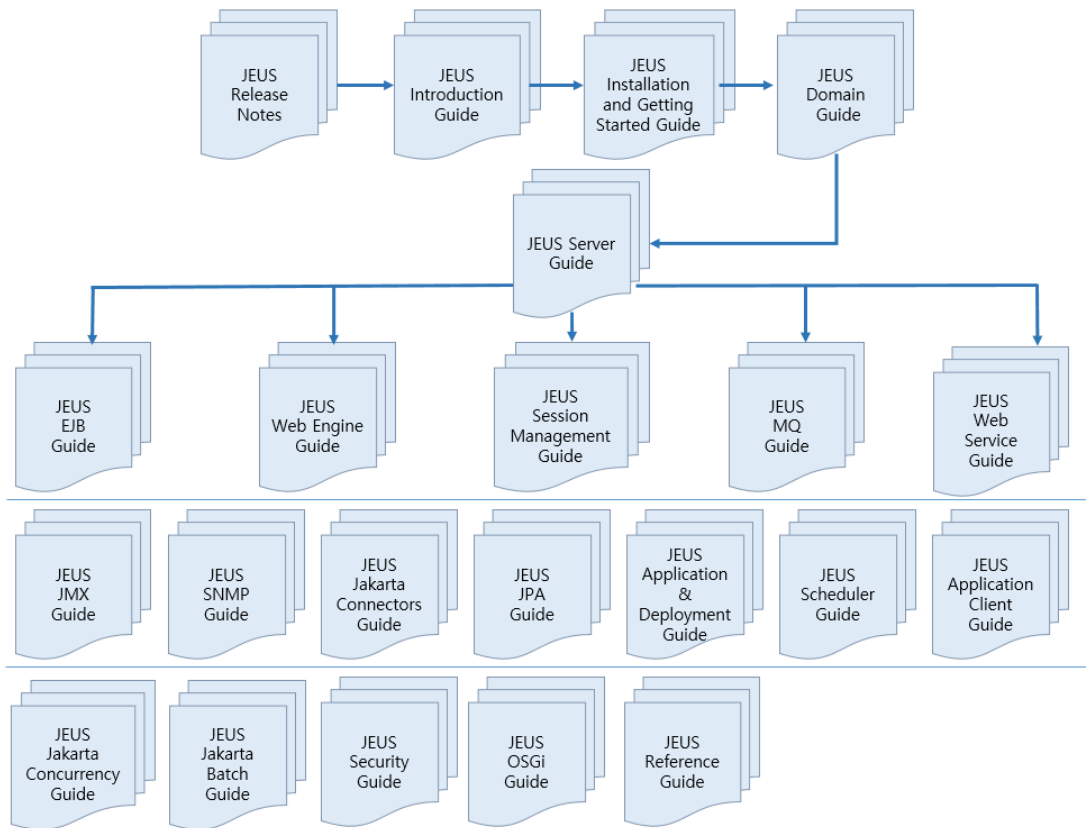 JEUS
Release
Notes
JEUS
Introduction
Guide
JEUS
Installation
and Getting
Started Guide
JEUS
Domain
Guide
JEUS Server
Guide
JEUS
EJB
Guide
JEUS
Web Engine
Guide
JEUS
Session
Management
Guide
JEUS
MQ
Guide
JEUS
Web
Service
Guide
JEUS
JMX
Guide
JEUS
SNMP
Guide
JEUS
Jakarta
Connectors
Guide
JEUS
JPA
Guide
JEUS
Application
&
Deployment
Guide
JEUS
Scheduler
Guide
JEUS
Application
Client
Guide
JEUS
Jakarta
Concurrency
Guide
JEUS
Jakarta
Batch
Guide
JEUS
Security
Guide
JEUS
OSGi
Guide
JEUS
Reference
Guide